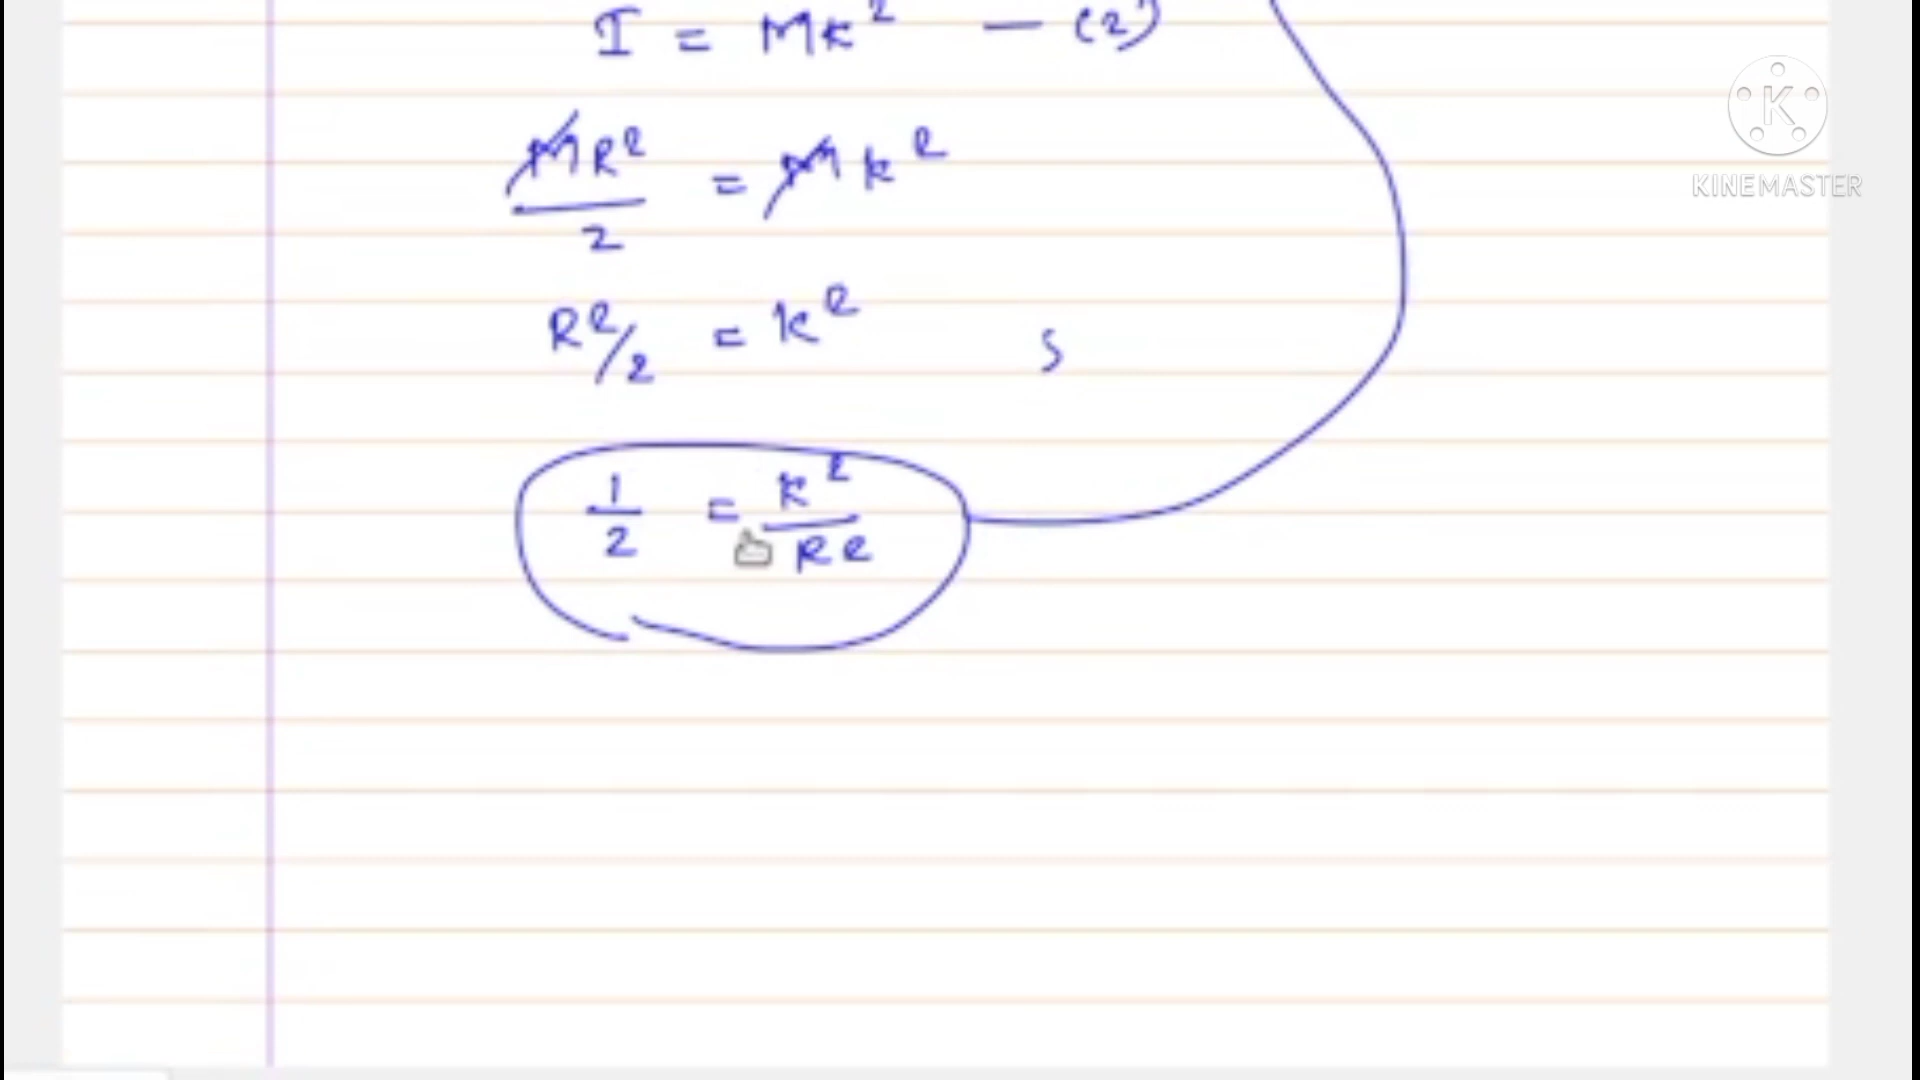 I = MK² — (2)
MR²/2 = MK²
R²/2 = K²
S
1/2 = K²/R²
K
KINEMASTER